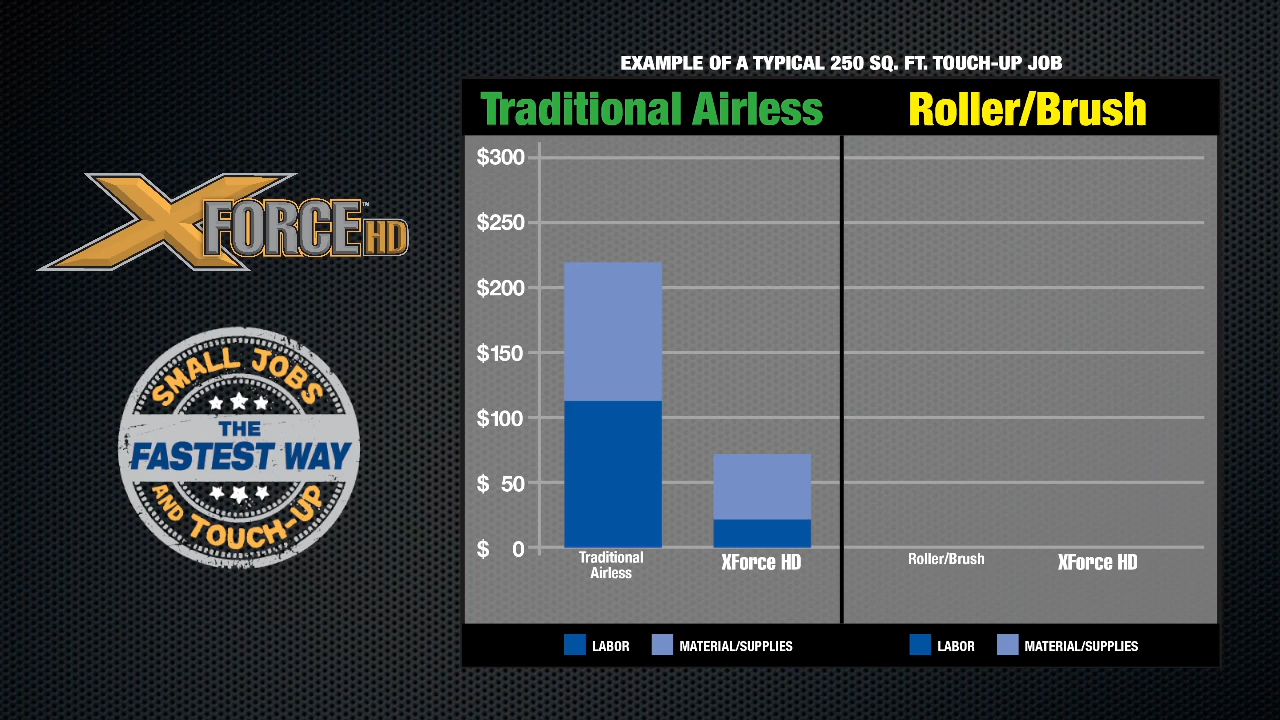 EXAMPLE OF A TYPICAL 250 SQ. FT. TOUCH-UP JOB
Traditional Airless
Roller/Brush
XFORCE™ HD
SMALL JOBS
THE
FASTEST WAY
AND TOUCH-UP
$300
$250
$200
$150
$100
$ 50
$ 0
Traditional
Airless
XForce HD
Roller/Brush
XForce HD
LABOR
MATERIAL/SUPPLIES
LABOR
MATERIAL/SUPPLIES